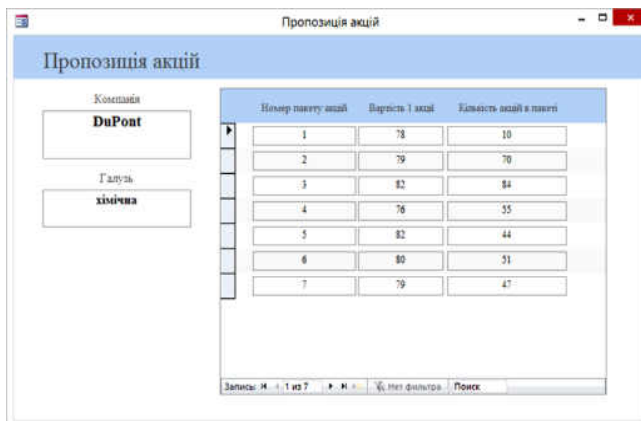 Пропозиція акцій
Пропозиція акцій
Компанія
DuPont
Галузь
хімічна
Номер пакету акцій Вартість 1 акції Кількість акцій в пакеті
1 78 10
2 79 70
3 82 84
4 76 55
5 82 44
6 80 51
7 79 47
Записы: 1 из 7 Нет фильтра Поиск